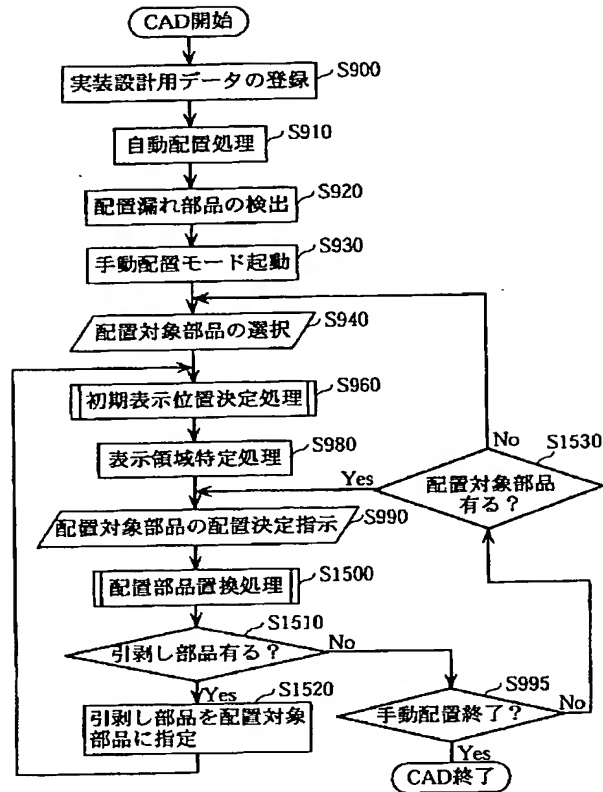 CAD開始
実装設計用データの登録
S900
自動配置処理
S910
配置漏れ部品の検出
S920
手動配置モード起動
S930
配置対象部品の選択
S940
初期表示位置決定処理
S960
表示領域特定処理
S980
No
S1530
Yes
配置対象部品
有る?
配置対象部品の配置決定指示
S990
配置部品置換処理
S1500
S1510
引剥し部品有る?
No
Yes
S1520
引剥し部品を配置対象
部品に指定
S995
手動配置終了?
No
Yes
CAD終了